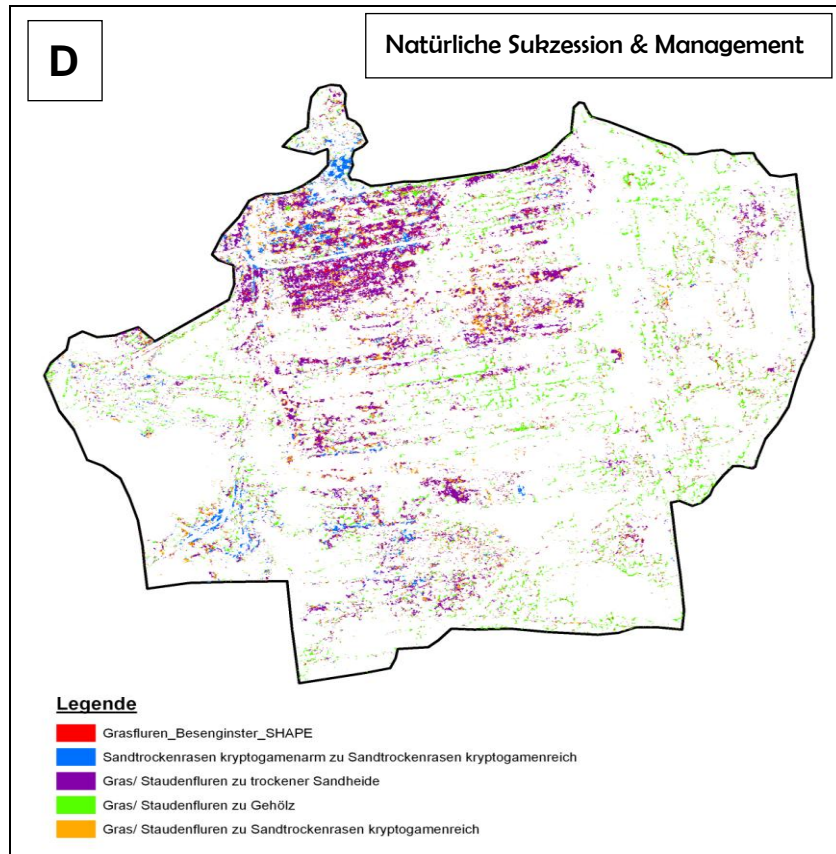 D
Natürliche Sukzession & Management
Legende
Grasfluren_Besenginster_SHAPE
Sandtrockenrasen kryptogamenarm zu Sandtrockenrasen kryptogamenreich
Gras/ Staudenfluren zu trockener Sandheide
Gras/ Staudenfluren zu Gehölz
Gras/ Staudenfluren zu Sandtrockenrasen kryptogamenreich